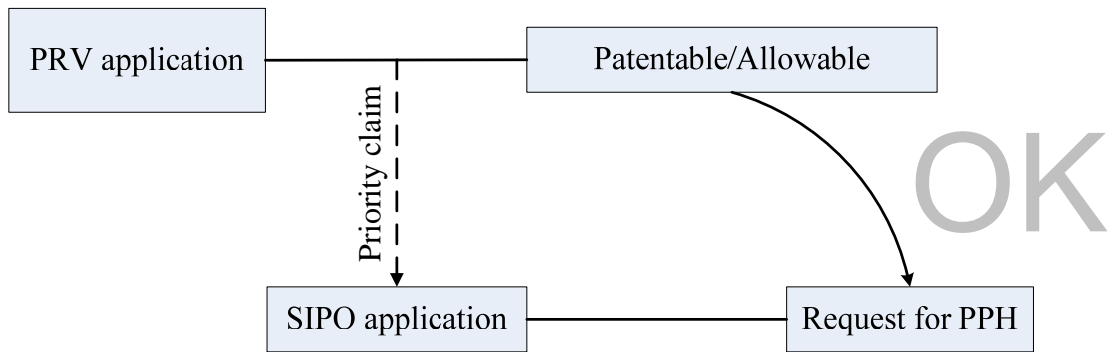 PRV application
Patentable/Allowable
Priority claim
OK
SIPO application
Request for PPH